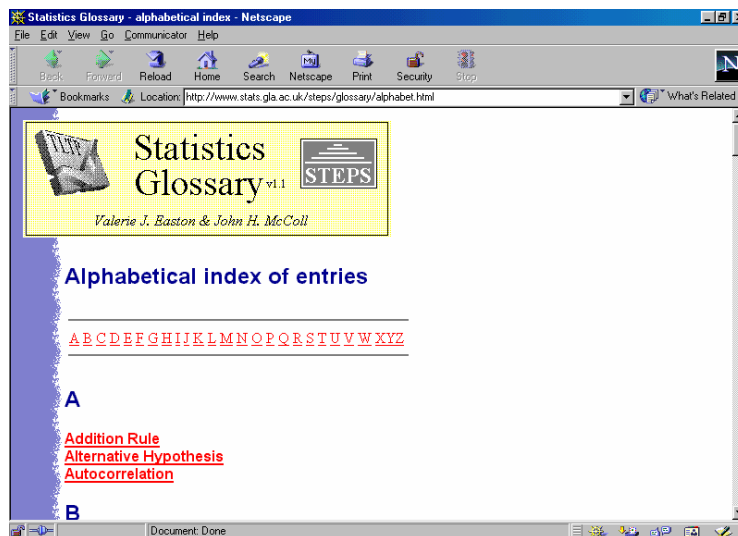 Statistics Glossary - alphabetical index - Netscape
File Edit View Go Communicator Help
Back Forward Reload Home Search Netscape Print Security Stop
Bookmarks Location: http://www.stats.gla.ac.uk/steps/glossary/alphabet.html What's Related
TLTP
Statistics
Glossary v1.1
STEPS
Valerie J. Easton & John H. McColl
Alphabetical index of entries
A B C D E F G H I J K L M N O P Q R S T U V W X Y Z
A
Addition Rule
Alternative Hypothesis
Autocorrelation
B
Document: Done